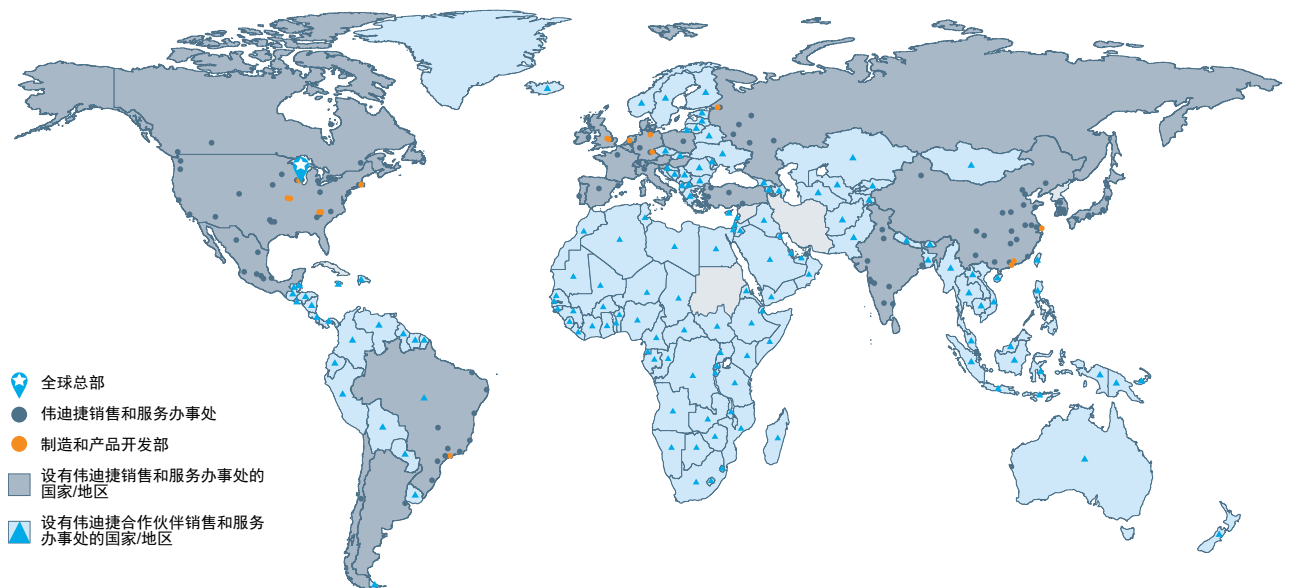 全球总部
伟迪捷销售和服务办事处
制造和产品开发部
设有伟迪捷销售和服务办事处的
国家/地区
设有伟迪捷合作伙伴销售和服务
办事处的国家/地区